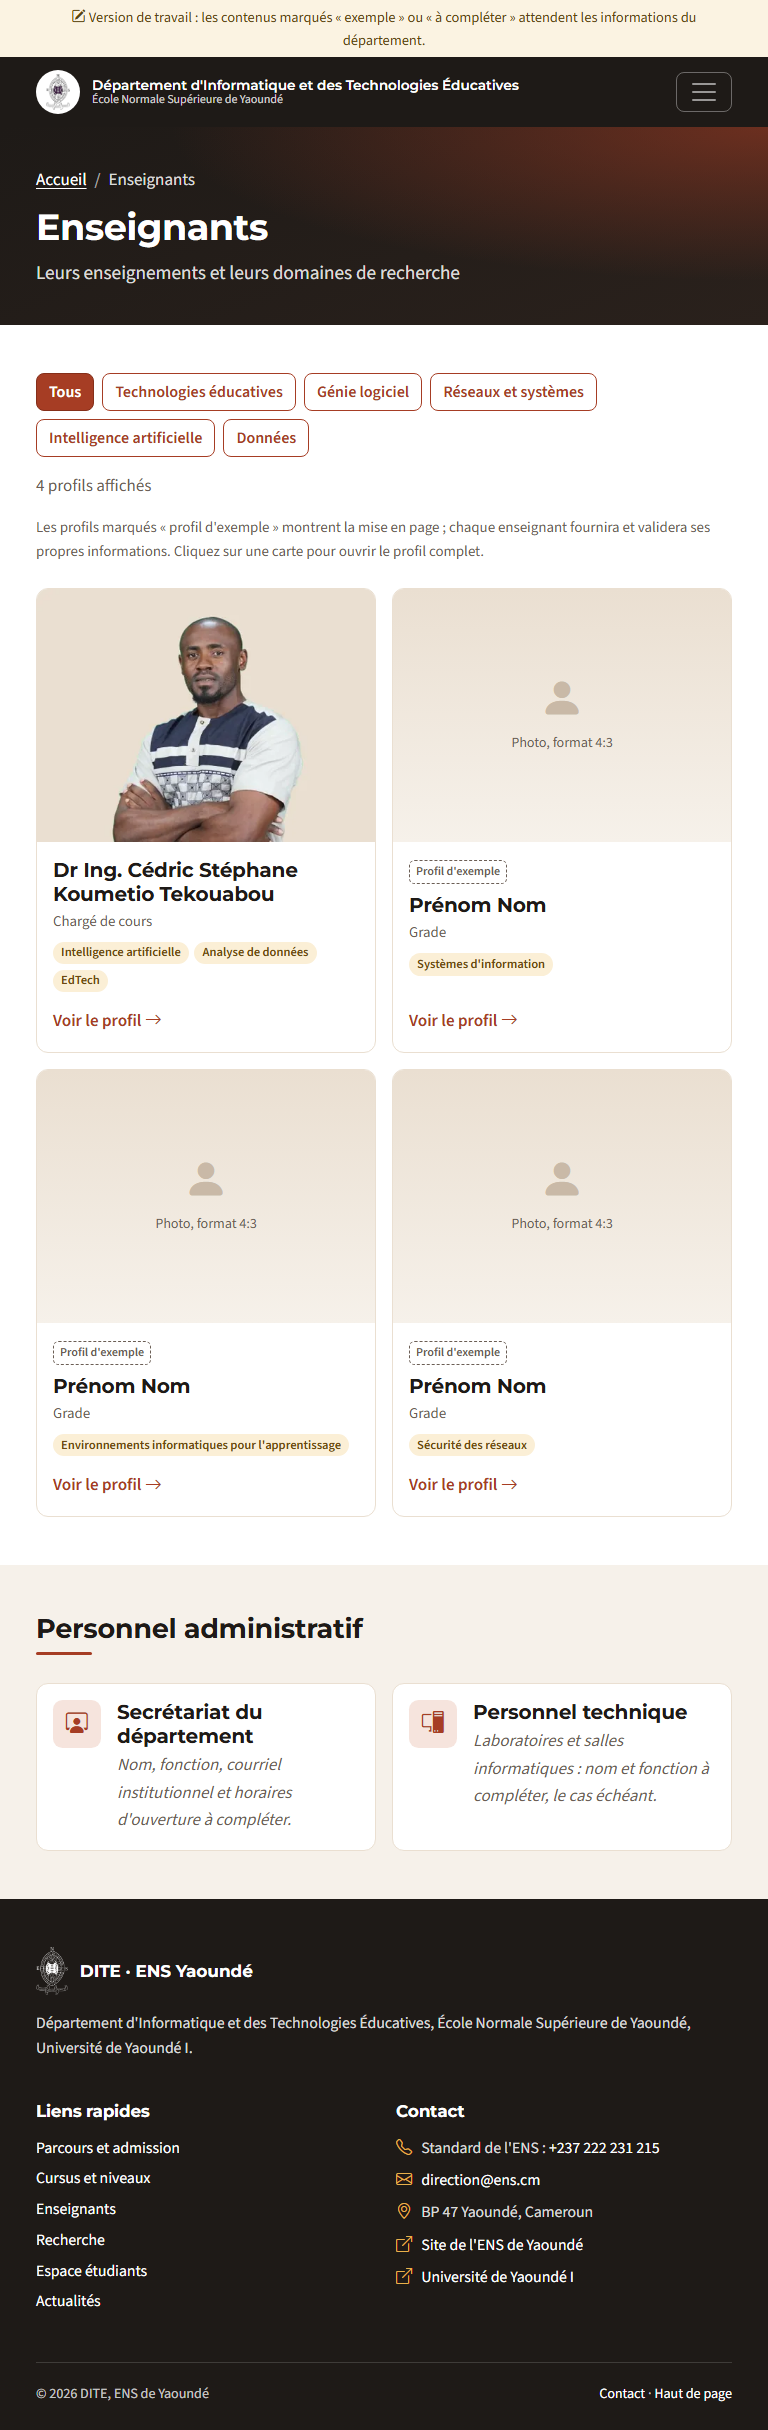 Version de travail : les contenus marqués « exemple » ou « à compléter » attendent les informations du
département.
Département d'Informatique et des Technologies Éducatives
École Normale Supérieure de Yaoundé
Accueil / Enseignants
Enseignants
Leurs enseignements et leurs domaines de recherche
Tous Technologies éducatives Génie logiciel Réseaux et systèmes
Intelligence artificielle Données
4 profils affichés
Les profils marqués « profil d'exemple » montrent la mise en page ; chaque enseignant fournira et validera ses
propres informations. Cliquez sur une carte pour ouvrir le profil complet.
Dr Ing. Cédric Stéphane
Koumetio Tekouabou
Chargé de cours
Intelligence artificielle Analyse de données
EdTech
Voir le profil
Photo, format 4:3
Profil d'exemple
Prénom Nom
Grade
Systèmes d'information
Voir le profil
Photo, format 4:3
Profil d'exemple
Prénom Nom
Grade
Environnements informatiques pour l'apprentissage
Voir le profil
Photo, format 4:3
Profil d'exemple
Prénom Nom
Grade
Sécurité des réseaux
Voir le profil
Personnel administratif
Secrétariat du
département
Nom, fonction, courriel
institutionnel et horaires
d'ouverture à compléter.
Personnel technique
Laboratoires et salles
informatiques : nom et fonction à
compléter, le cas échéant.
DITE · ENS Yaoundé
Département d'Informatique et des Technologies Éducatives, École Normale Supérieure de Yaoundé,
Université de Yaoundé I.
Liens rapides
Parcours et admission
Cursus et niveaux
Enseignants
Recherche
Espace étudiants
Actualités
Contact
Standard de l'ENS : +237 222 231 215
direction@ens.cm
BP 47 Yaoundé, Cameroun
Site de l'ENS de Yaoundé
Université de Yaoundé I
© 2026 DITE, ENS de Yaoundé
Contact · Haut de page